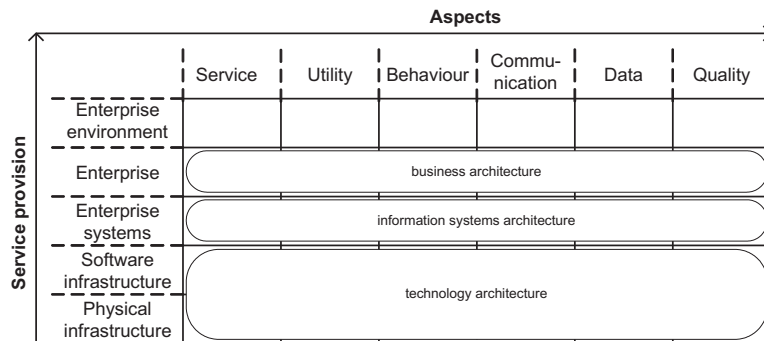 Aspects
Service
Utility
Behaviour
Commu-
nication
Data
Quality
Service provision
Enterprise
environment
Enterprise
business architecture
Enterprise
systems
information systems architecture
Software
infrastructure
technology architecture
Physical
infrastructure